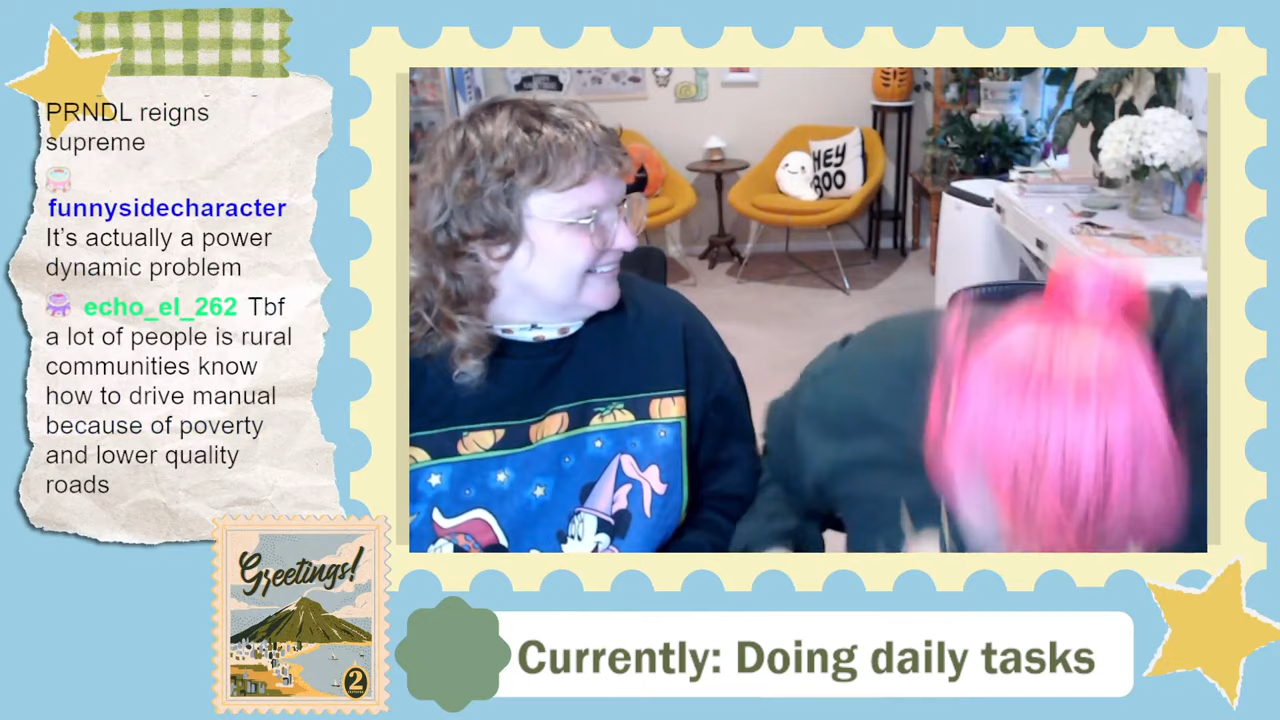 PRNDL reigns
supreme
funnysidecharacter
It’s actually a power
dynamic problem
echo_el_262 Tbf
a lot of people is rural
communities know
how to drive manual
because of poverty
and lower quality
roads
HEY
BOO
Greetings!
2
Currently: Doing daily tasks